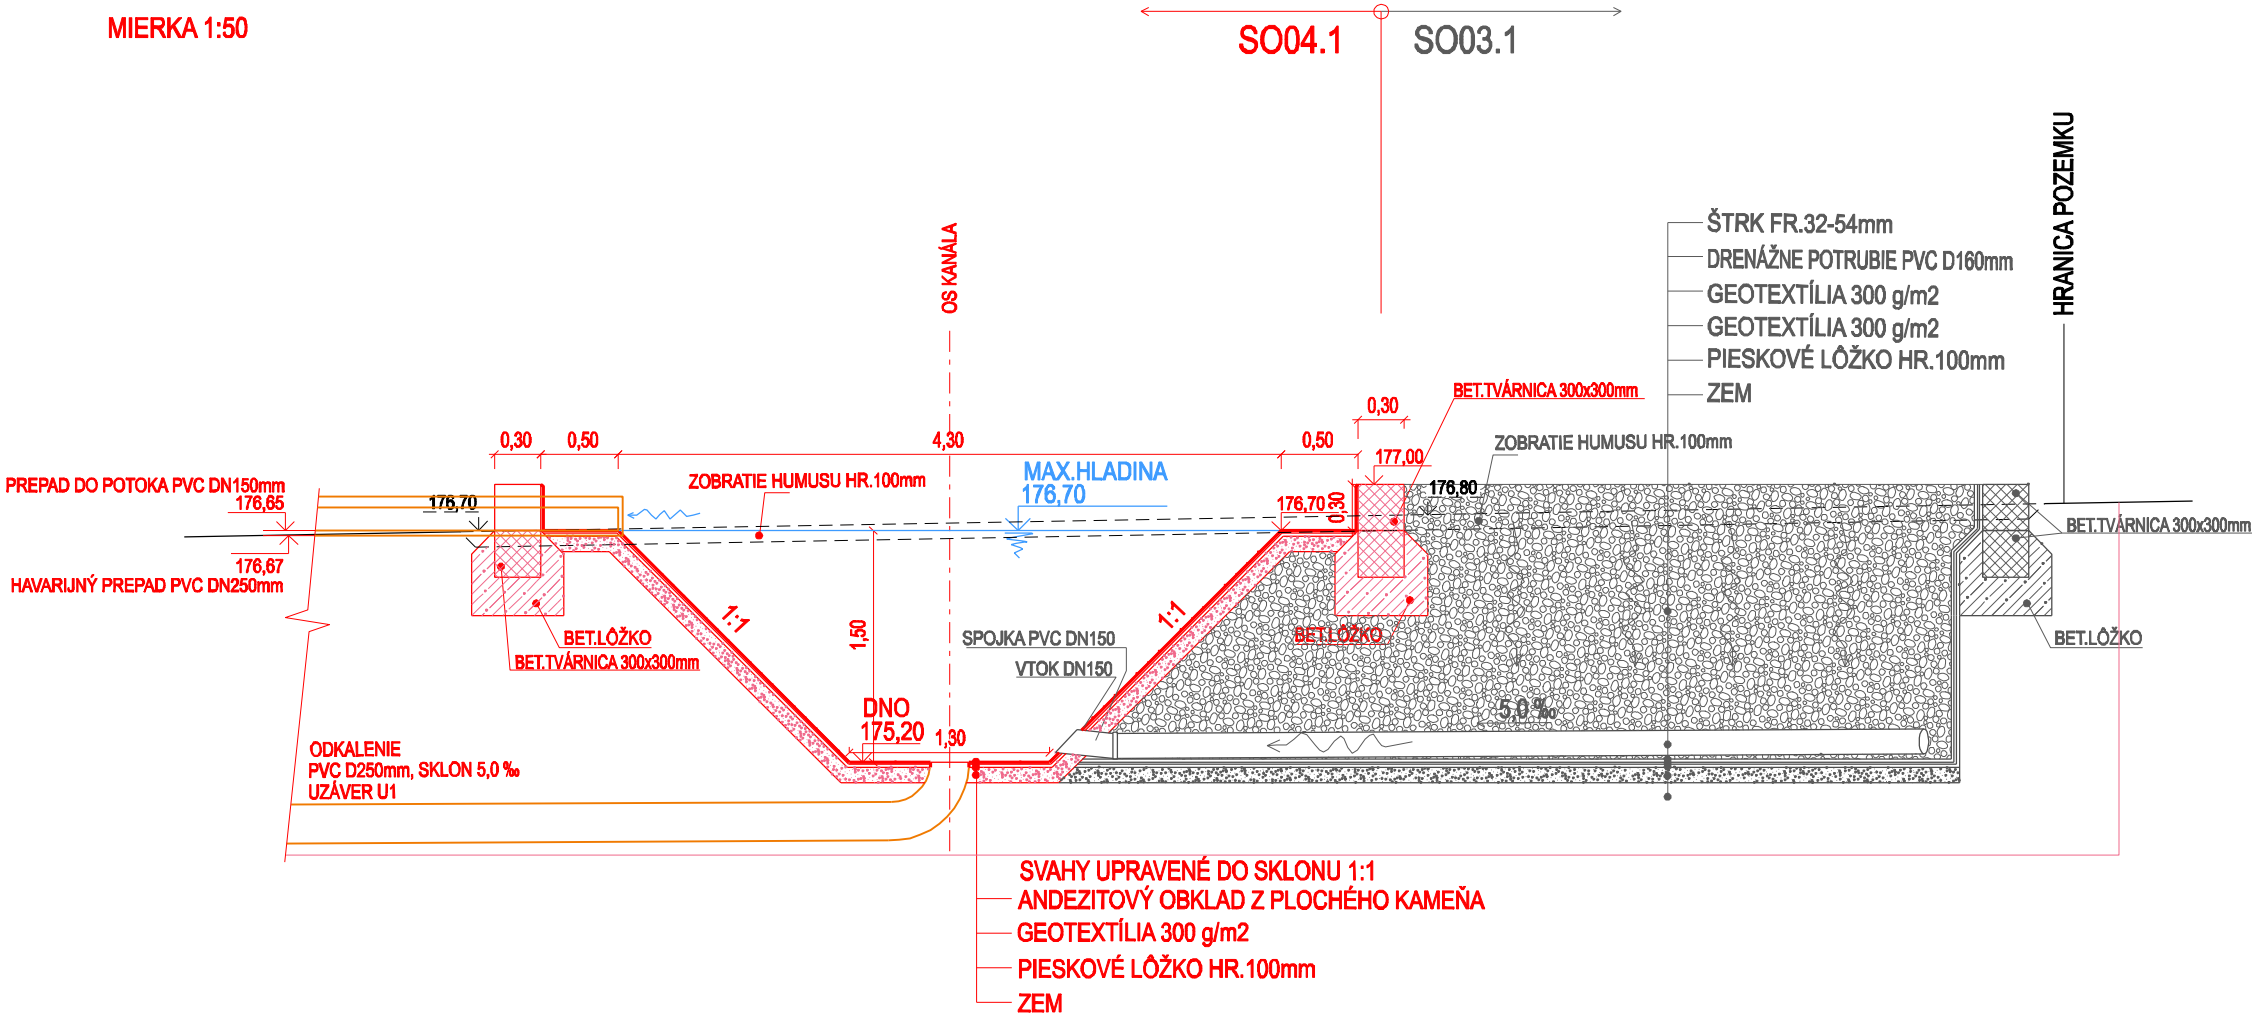 MIERKA 1:50
SO04.1
SO03.1
HRANICA POZEMKU
OS KANÁLA
ŠTRK FR.32-54mm
DRENÁŽNE POTRUBIE PVC D160mm
GEOTEXTÍLIA 300 g/m2
GEOTEXTÍLIA 300 g/m2
PIESKOVÉ LÔŽKO HR.100mm
ZEM
BET.TVÁRNICA 300x300mm
0,30
0,30
0,50
4,30
0,50
ZOBRATIE HUMUSU HR.100mm
177,00
MAX.HLADINA
176,70
ZOBRATIE HUMUSU HR.100mm
PREPAD DO POTOKA PVC DN150mm
176,65
176,70
176,70
0,30
176,80
BET.TVÁRNICA 300x300mm
176,67
HAVARIJNÝ PREPAD PVC DN250mm
1:1
1:1
1,50
BET.LÔŽKO
BET.TVÁRNICA 300x300mm
SPOJKA PVC DN150
VTOK DN150
BET.LÔŽKO
BET.LÔŽKO
DNO
175,20
1,30
5,0 ‰
ODKALENIE
PVC D250mm, SKLON 5,0 ‰
UZÁVER U1
SVAHY UPRAVENÉ DO SKLONU 1:1
ANDEZITOVÝ OBKLAD Z PLOCHÉHO KAMEŇA
GEOTEXTÍLIA 300 g/m2
PIESKOVÉ LÔŽKO HR.100mm
ZEM